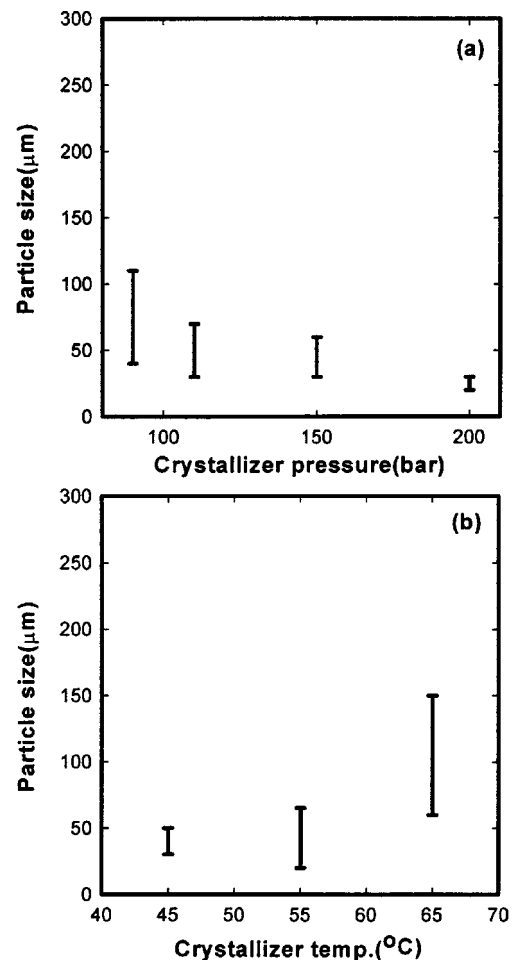 300
(a)
250
200
150
100
50
0
Particle size(μm)
100 150 200
Crystallizer pressure(bar)
300
(b)
250
200
150
100
50
0
Particle size(μm)
40 45 50 55 60 65 70
Crystallizer temp.(°C)